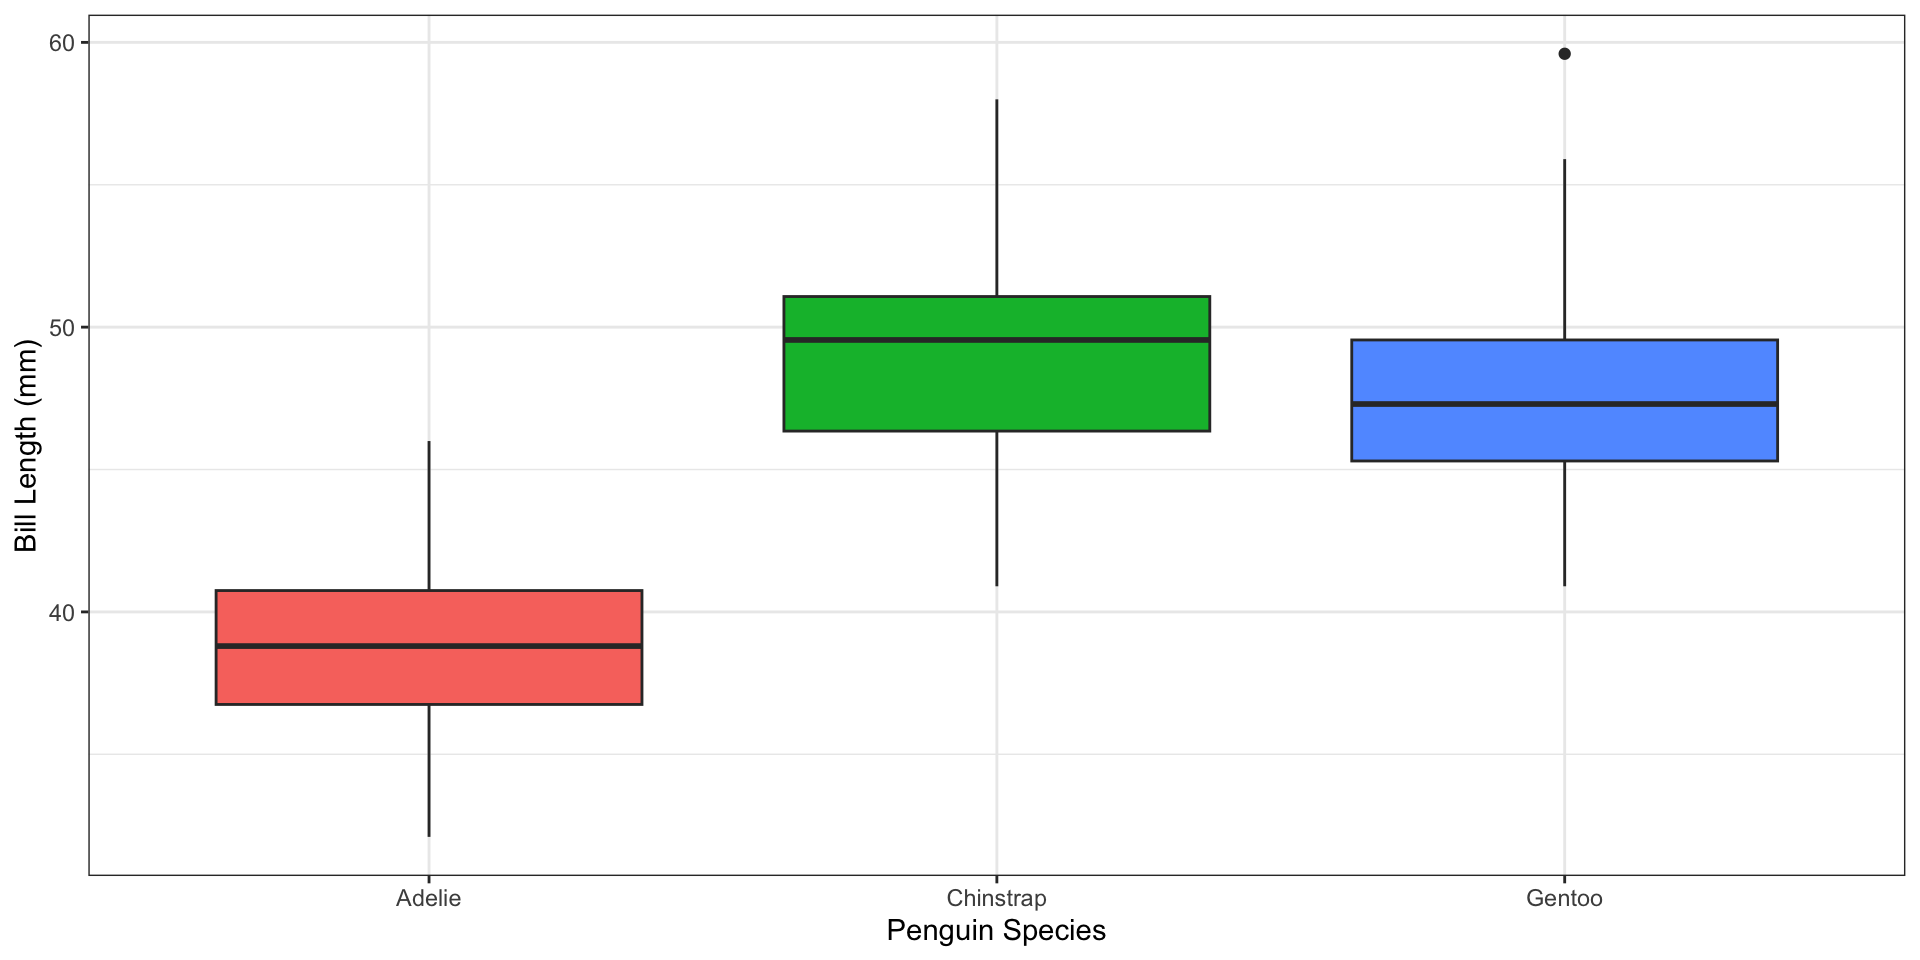 60
50
40
Bill Length (mm)
Adelie Chinstrap Gentoo
Penguin Species